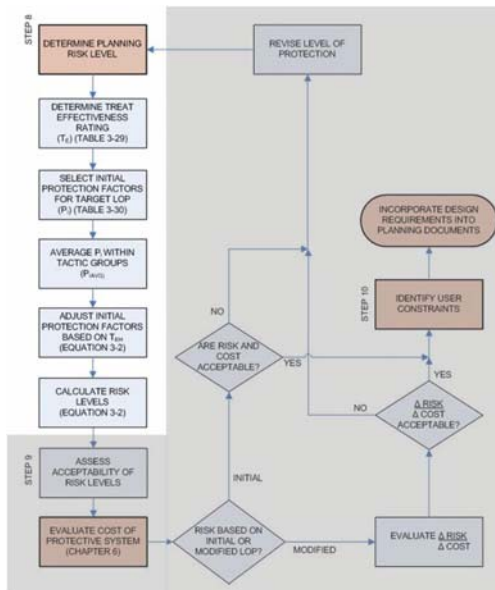 STEP 8
DETERMINE PLANNING
RISK LEVEL
DETERMINE TREAT
EFFECTIVENESS
RATING
(TE) (TABLE 3-29)
SELECT INITIAL
PROTECTION FACTORS
FOR TARGET LOP
(PI) (TABLE 3-30)
AVERAGE PI WITHIN
TACTIC GROUPS
ADJUST INITIAL
PROTECTION FACTORS
BASED ON
(EQUATION 3-2)
CALCULATE RISK
LEVELS
(EQUATION 3-2)
STEP 9
ASSESS
ACCEPTABILITY OF
RISK LEVELS
EVALUATE COST OF
PROTECTIVE SYSTEM
(CHAPTER 6)
RISK BASED ON
INITIAL OR
MODIFIED LOP?
INITIAL
MODIFIED
ARE RISK AND
COST
ACCEPTABLE?
NO
YES
REVISE LEVEL OF
PROTECTION
EVALUATE Δ RISK
Δ COST
Δ RISK
Δ COST
ACCEPTABLE?
NO
YES
STEP 10
IDENTIFY USER
CONSTRAINTS
INCORPORATE DESIGN
REQUIREMENTS INTO
PLANNING DOCUMENTS